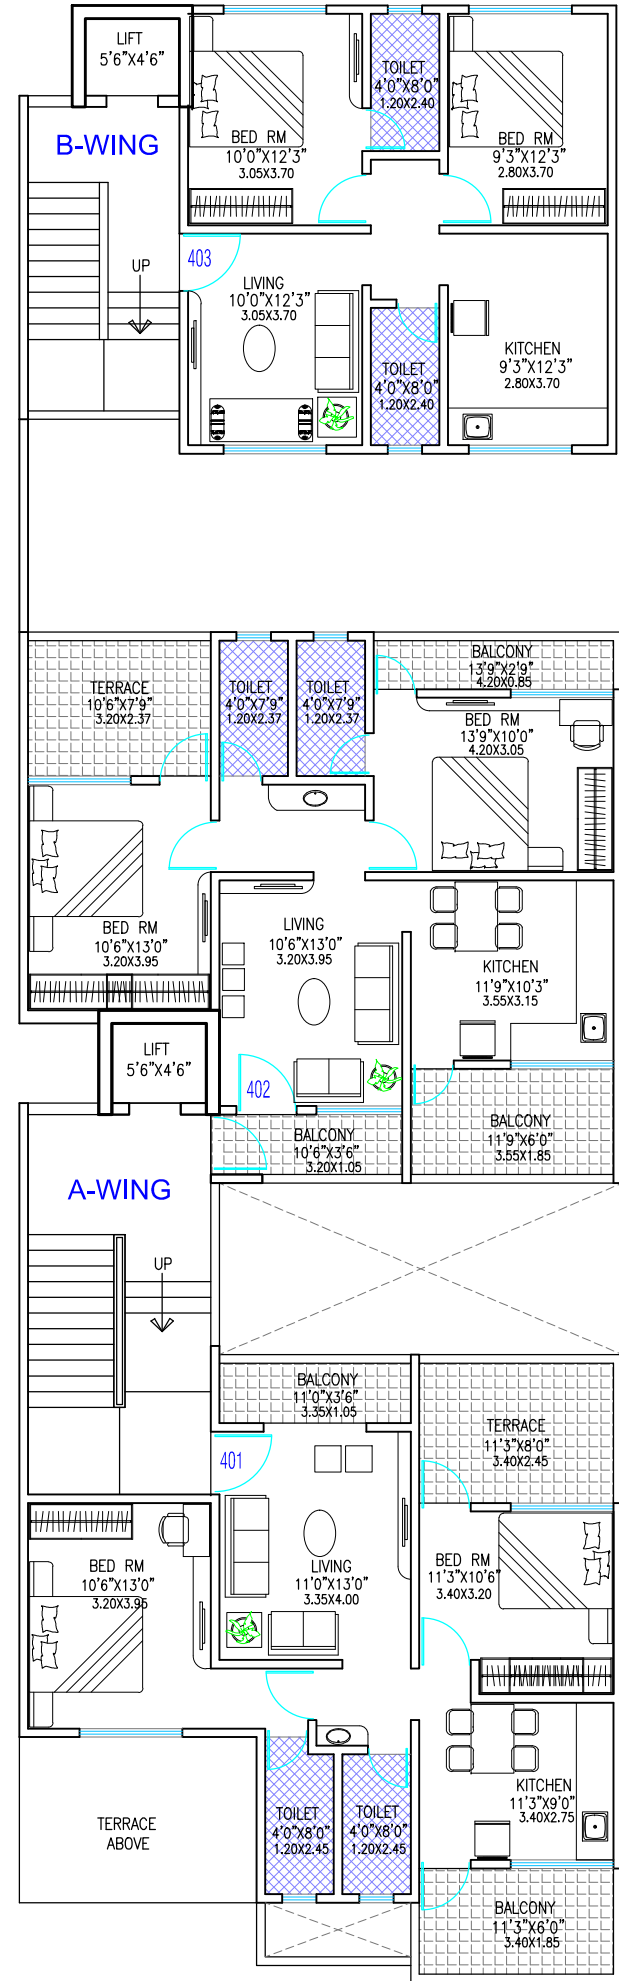 LIFT
5'6"X4'6"
B-WING
UP
BED RM
10'0"X12'3"
3.05X3.70
TOILET
4'0"X8'0"
1.20X2.40
BED RM
9'3"X12'3"
2.80X3.70
403
LIVING
10'0"X12'3"
3.05X3.70
TOILET
4'0"X8'0"
1.20X2.40
KITCHEN
9'3"X12'3"
2.80X3.70
TERRACE
10'6"X7'9"
3.20X2.37
TOILET
4'0"X7'9"
1.20X2.37
TOILET
4'0"X7'9"
1.20X2.37
BALCONY
13'9"X2'9"
4.20X0.85
BED RM
13'9"X10'0"
4.20X3.05
BED RM
10'6"X13'0"
3.20X3.95
LIVING
10'6"X13'0"
3.20X3.95
KITCHEN
11'9"X10'3"
3.55X3.15
LIFT
5'6"X4'6"
402
BALCONY
10'6"X3'6"
3.20X1.05
BALCONY
11'9"X6'0"
3.55X1.85
A-WING
UP
BALCONY
11'0"X3'6"
3.35X1.05
TERRACE
11'3"X8'0"
3.40X2.45
401
BED RM
10'6"X13'0"
3.20X3.95
LIVING
11'0"X13'0"
3.35X4.00
BED RM
11'3"X10'6"
3.40X3.20
TERRACE
ABOVE
TOILET
4'0"X8'0"
1.20X2.45
TOILET
4'0"X8'0"
1.20X2.45
KITCHEN
11'3"X9'0"
3.40X2.75
BALCONY
11'3"X6'0"
3.40X1.85